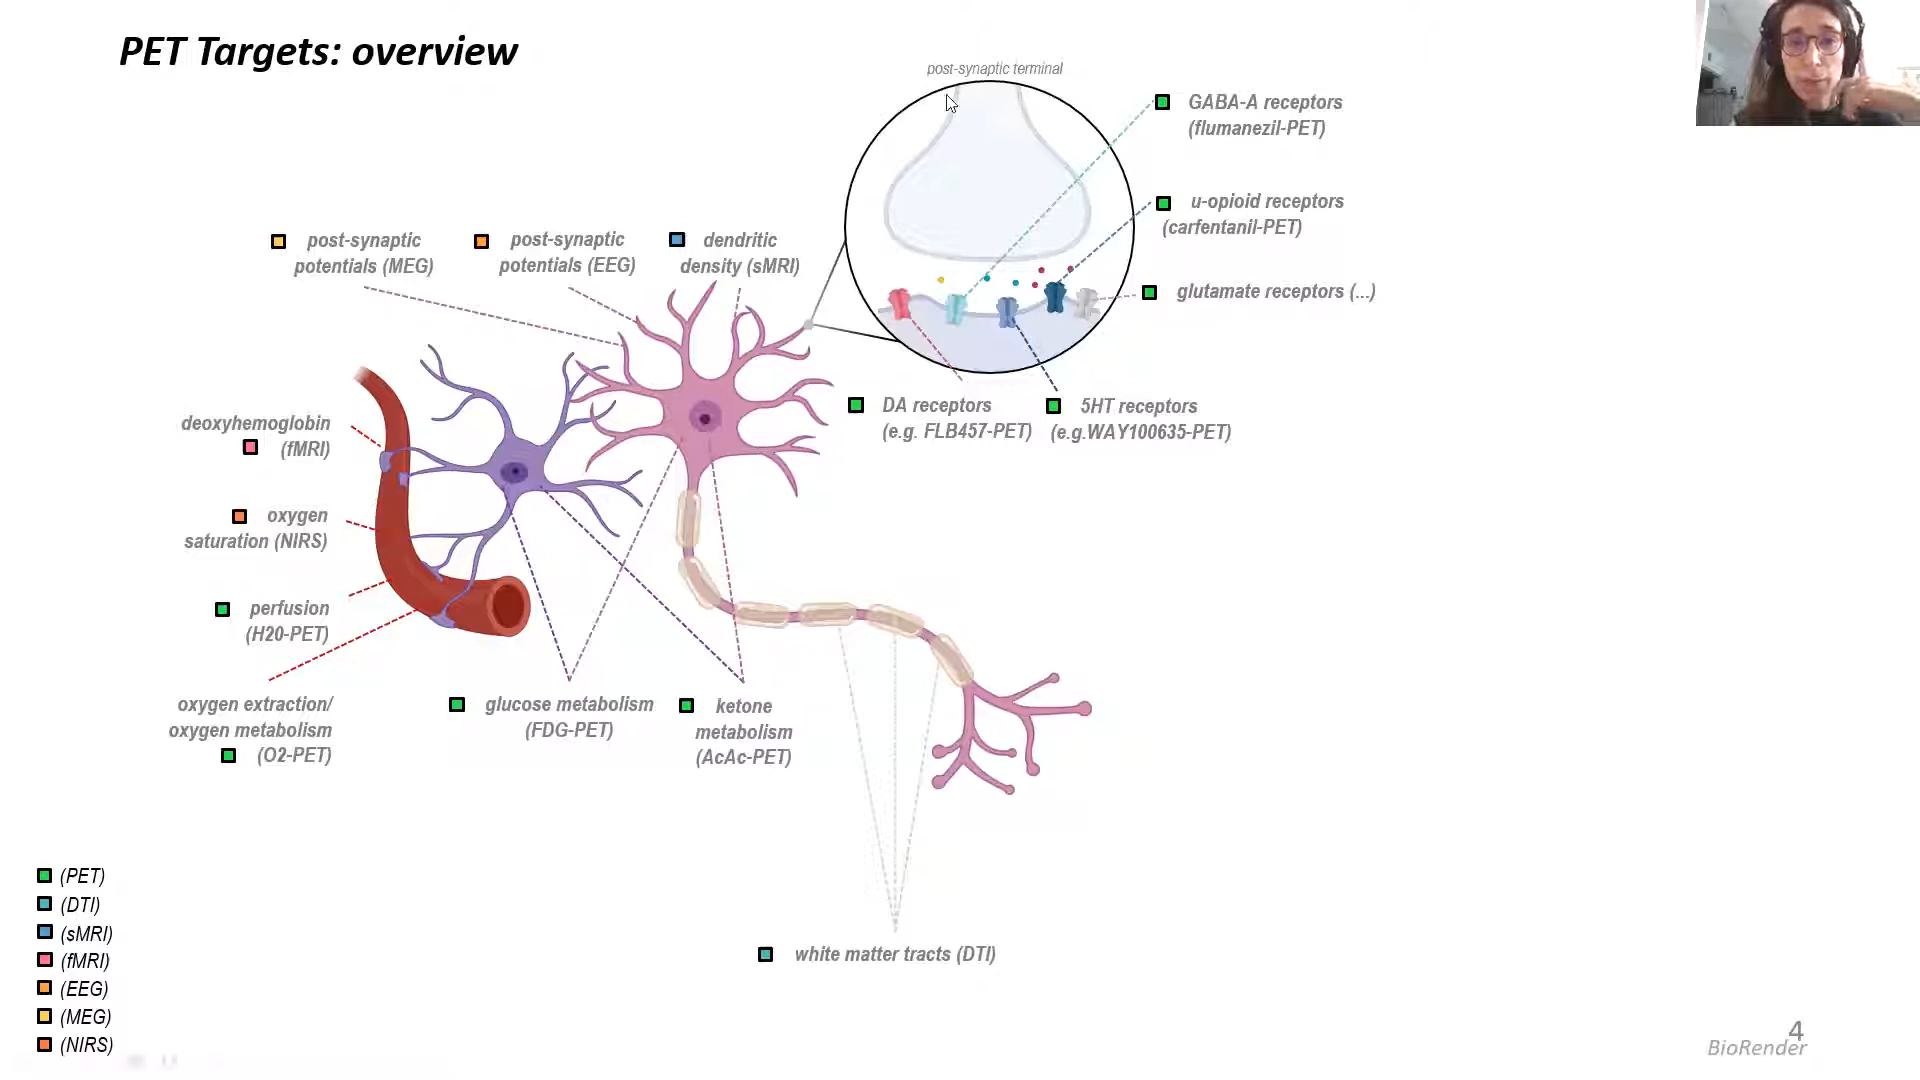 PET Targets: overview
post-synaptic terminal
GABA-A receptors
(flumanezil-PET)
u-opioid receptors
(carfentanil-PET)
glutamate receptors (...)
post-synaptic
potentials (MEG)
post-synaptic
potentials (EEG)
dendritic
density (sMRI)
DA receptors
(e.g. FLB457-PET)
5HT receptors
(e.g.WAY100635-PET)
deoxyhemoglobin
(fMRI)
oxygen
saturation (NIRS)
perfusion
(H20-PET)
oxygen extraction/
oxygen metabolism
(O2-PET)
glucose metabolism
(FDG-PET)
ketone
metabolism
(AcAc-PET)
white matter tracts (DTI)
(PET)
(DTI)
(sMRI)
(fMRI)
(EEG)
(MEG)
(NIRS)
4
BioRender